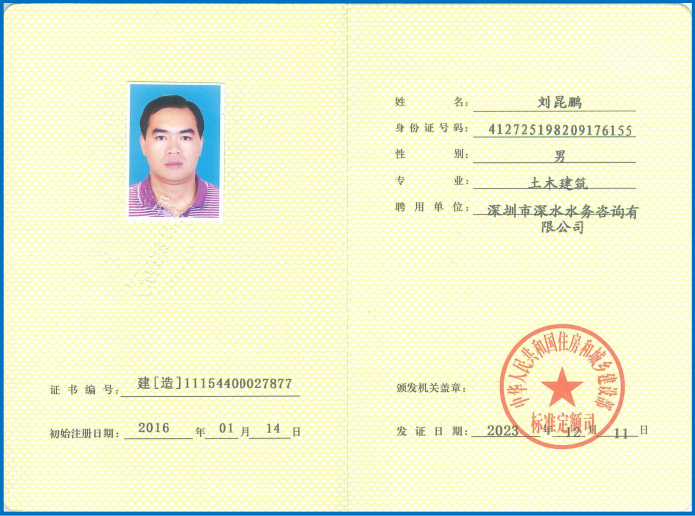 姓 名: 刘昆鹏
身份证号码: 412725198209176155
性 别: 男
专 业: 土木建筑
聘用单位: 深圳市深水水务咨询有
限公司
证书编号: 建[造]11154400027877
初始注册日期: 2016 年 01 月 14 日
颁发机关盖章:
中华人民共和国住房和城乡建设部
标准定额司
发证日期: 2023 年 12 月 11 日